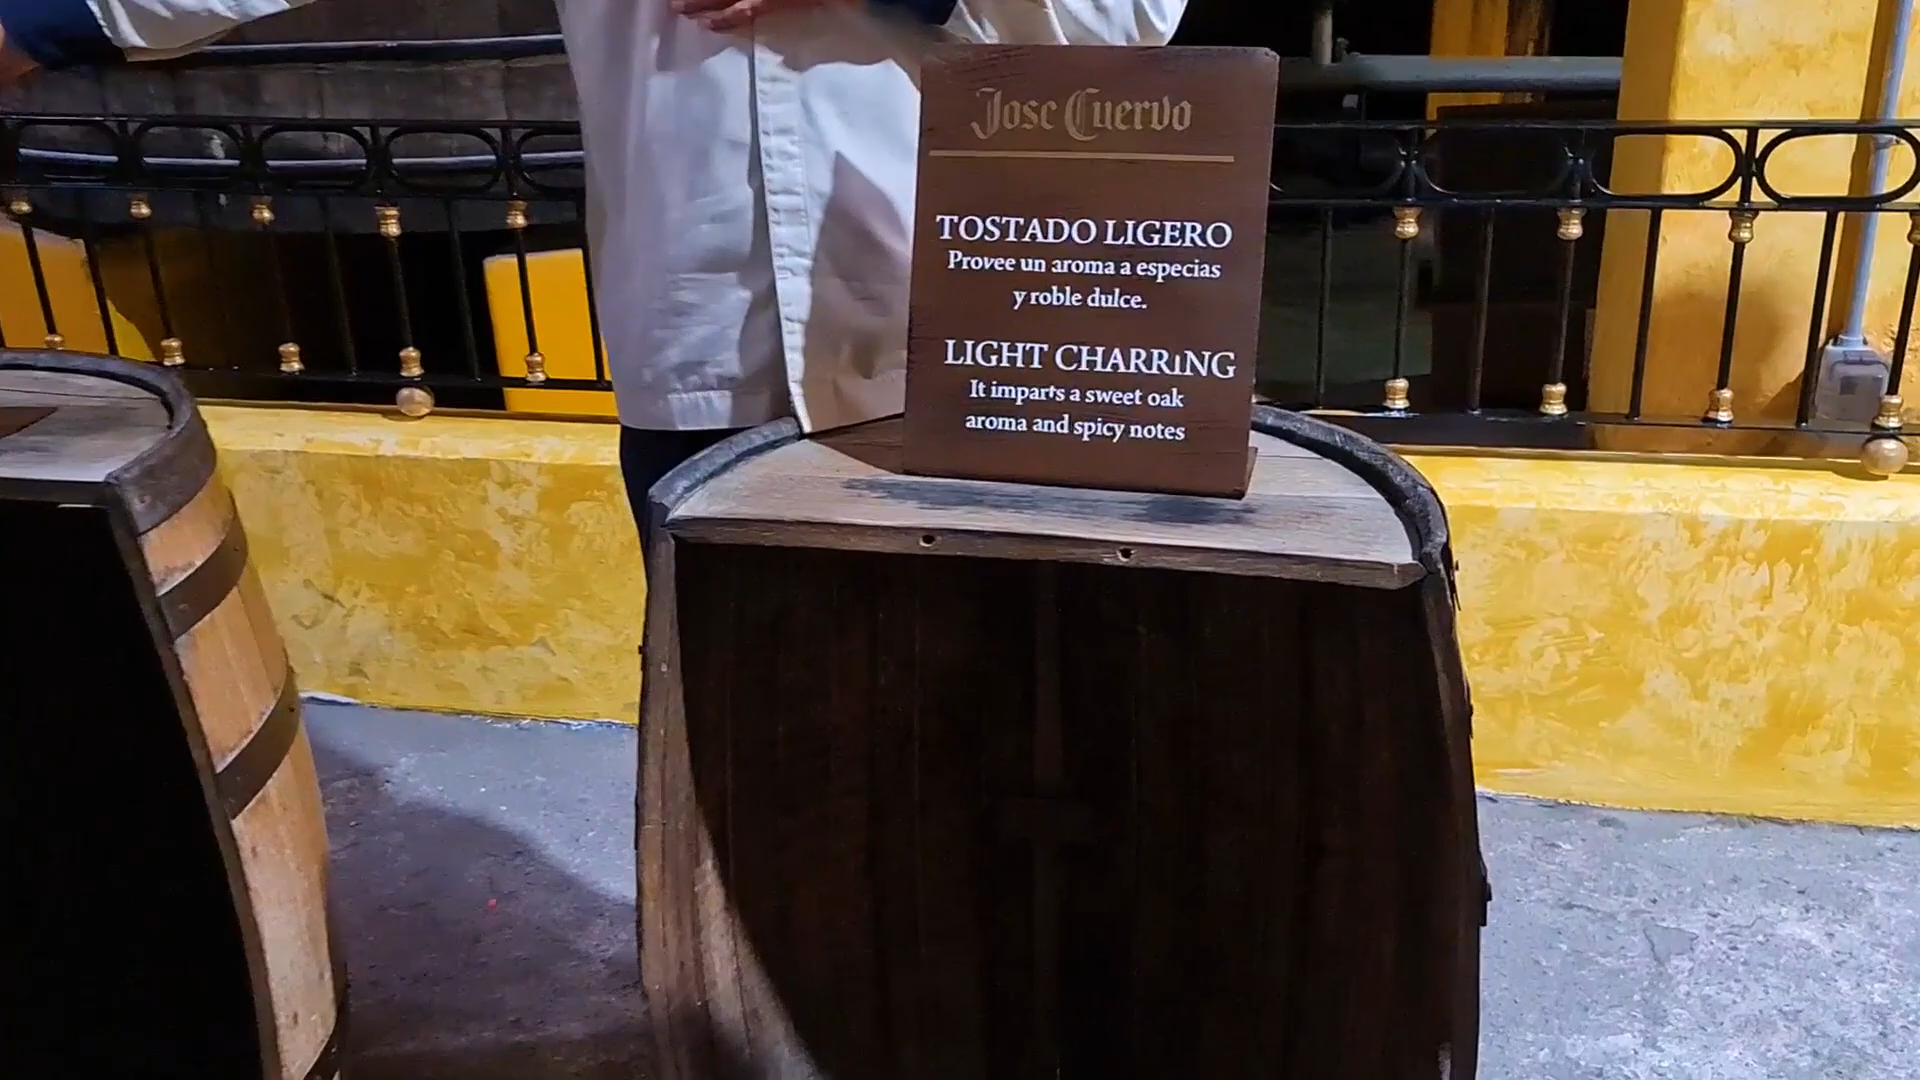 Jose Cuervo
TOSTADO LIGERO
Provee un aroma a especias
y roble dulce.
LIGHT CHARRING
It imparts a sweet oak
aroma and spicy notes